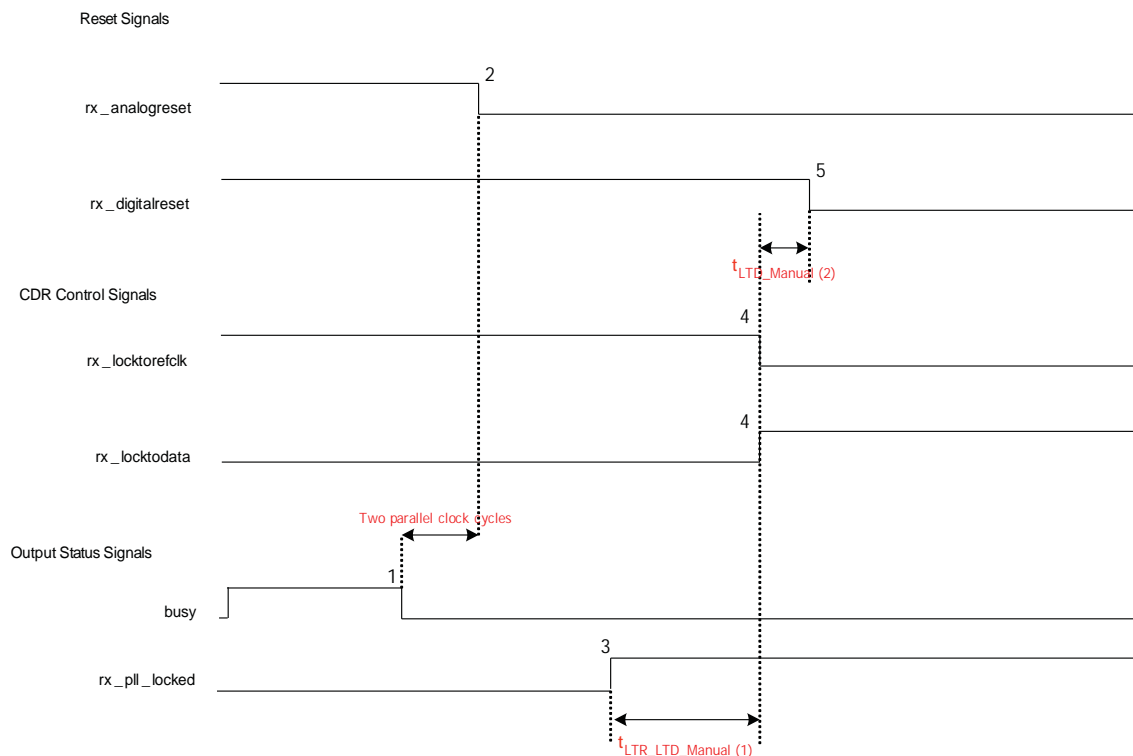 Reset Signals
2
rx_analogreset
5
rx_digitalreset
tLTD_Manual (2)
CDR Control Signals
4
rx_locktorefclk
4
rx_locktodata
Two parallel clock cycles
Output Status Signals
1
busy
3
rx_pll_locked
tLTR_LTD_Manual (1)